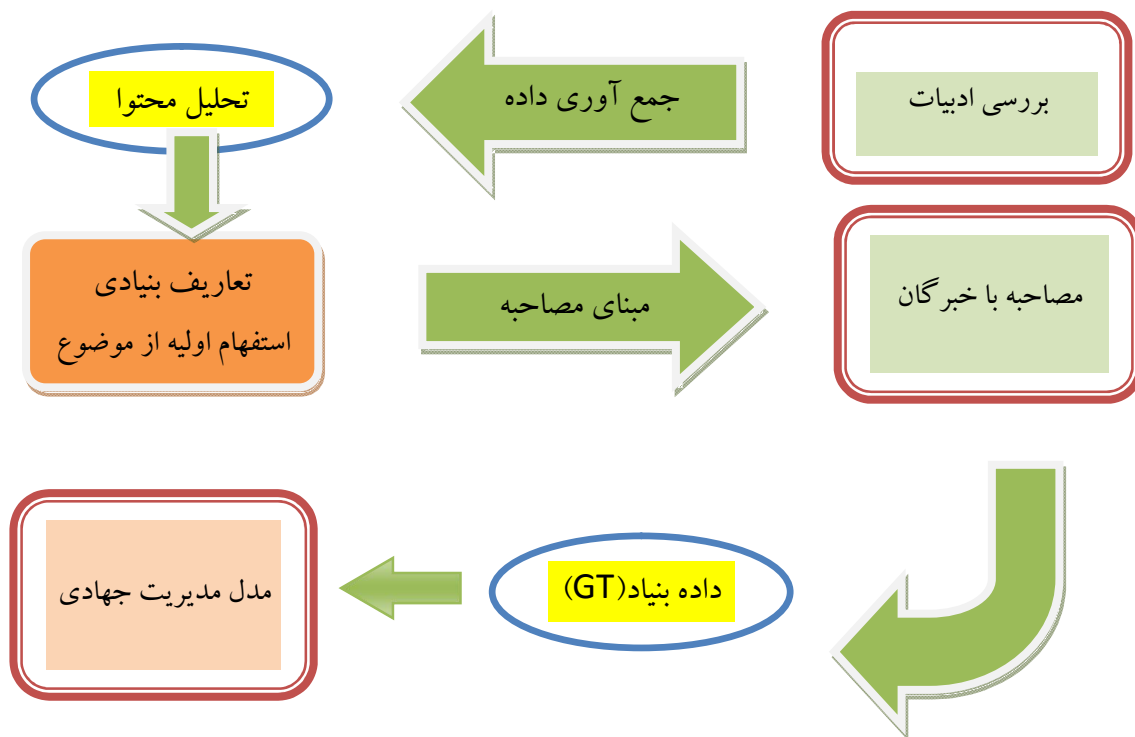 بررسی ادبیات
جمع آوری داده
تحلیل محتوا
تعاریف بنیادی
استفهام اولیه از موضوع
مبنای مصاحبه
مصاحبه با خبرگان
داده بنیاد(GT)
مدل مدیریت جهادی